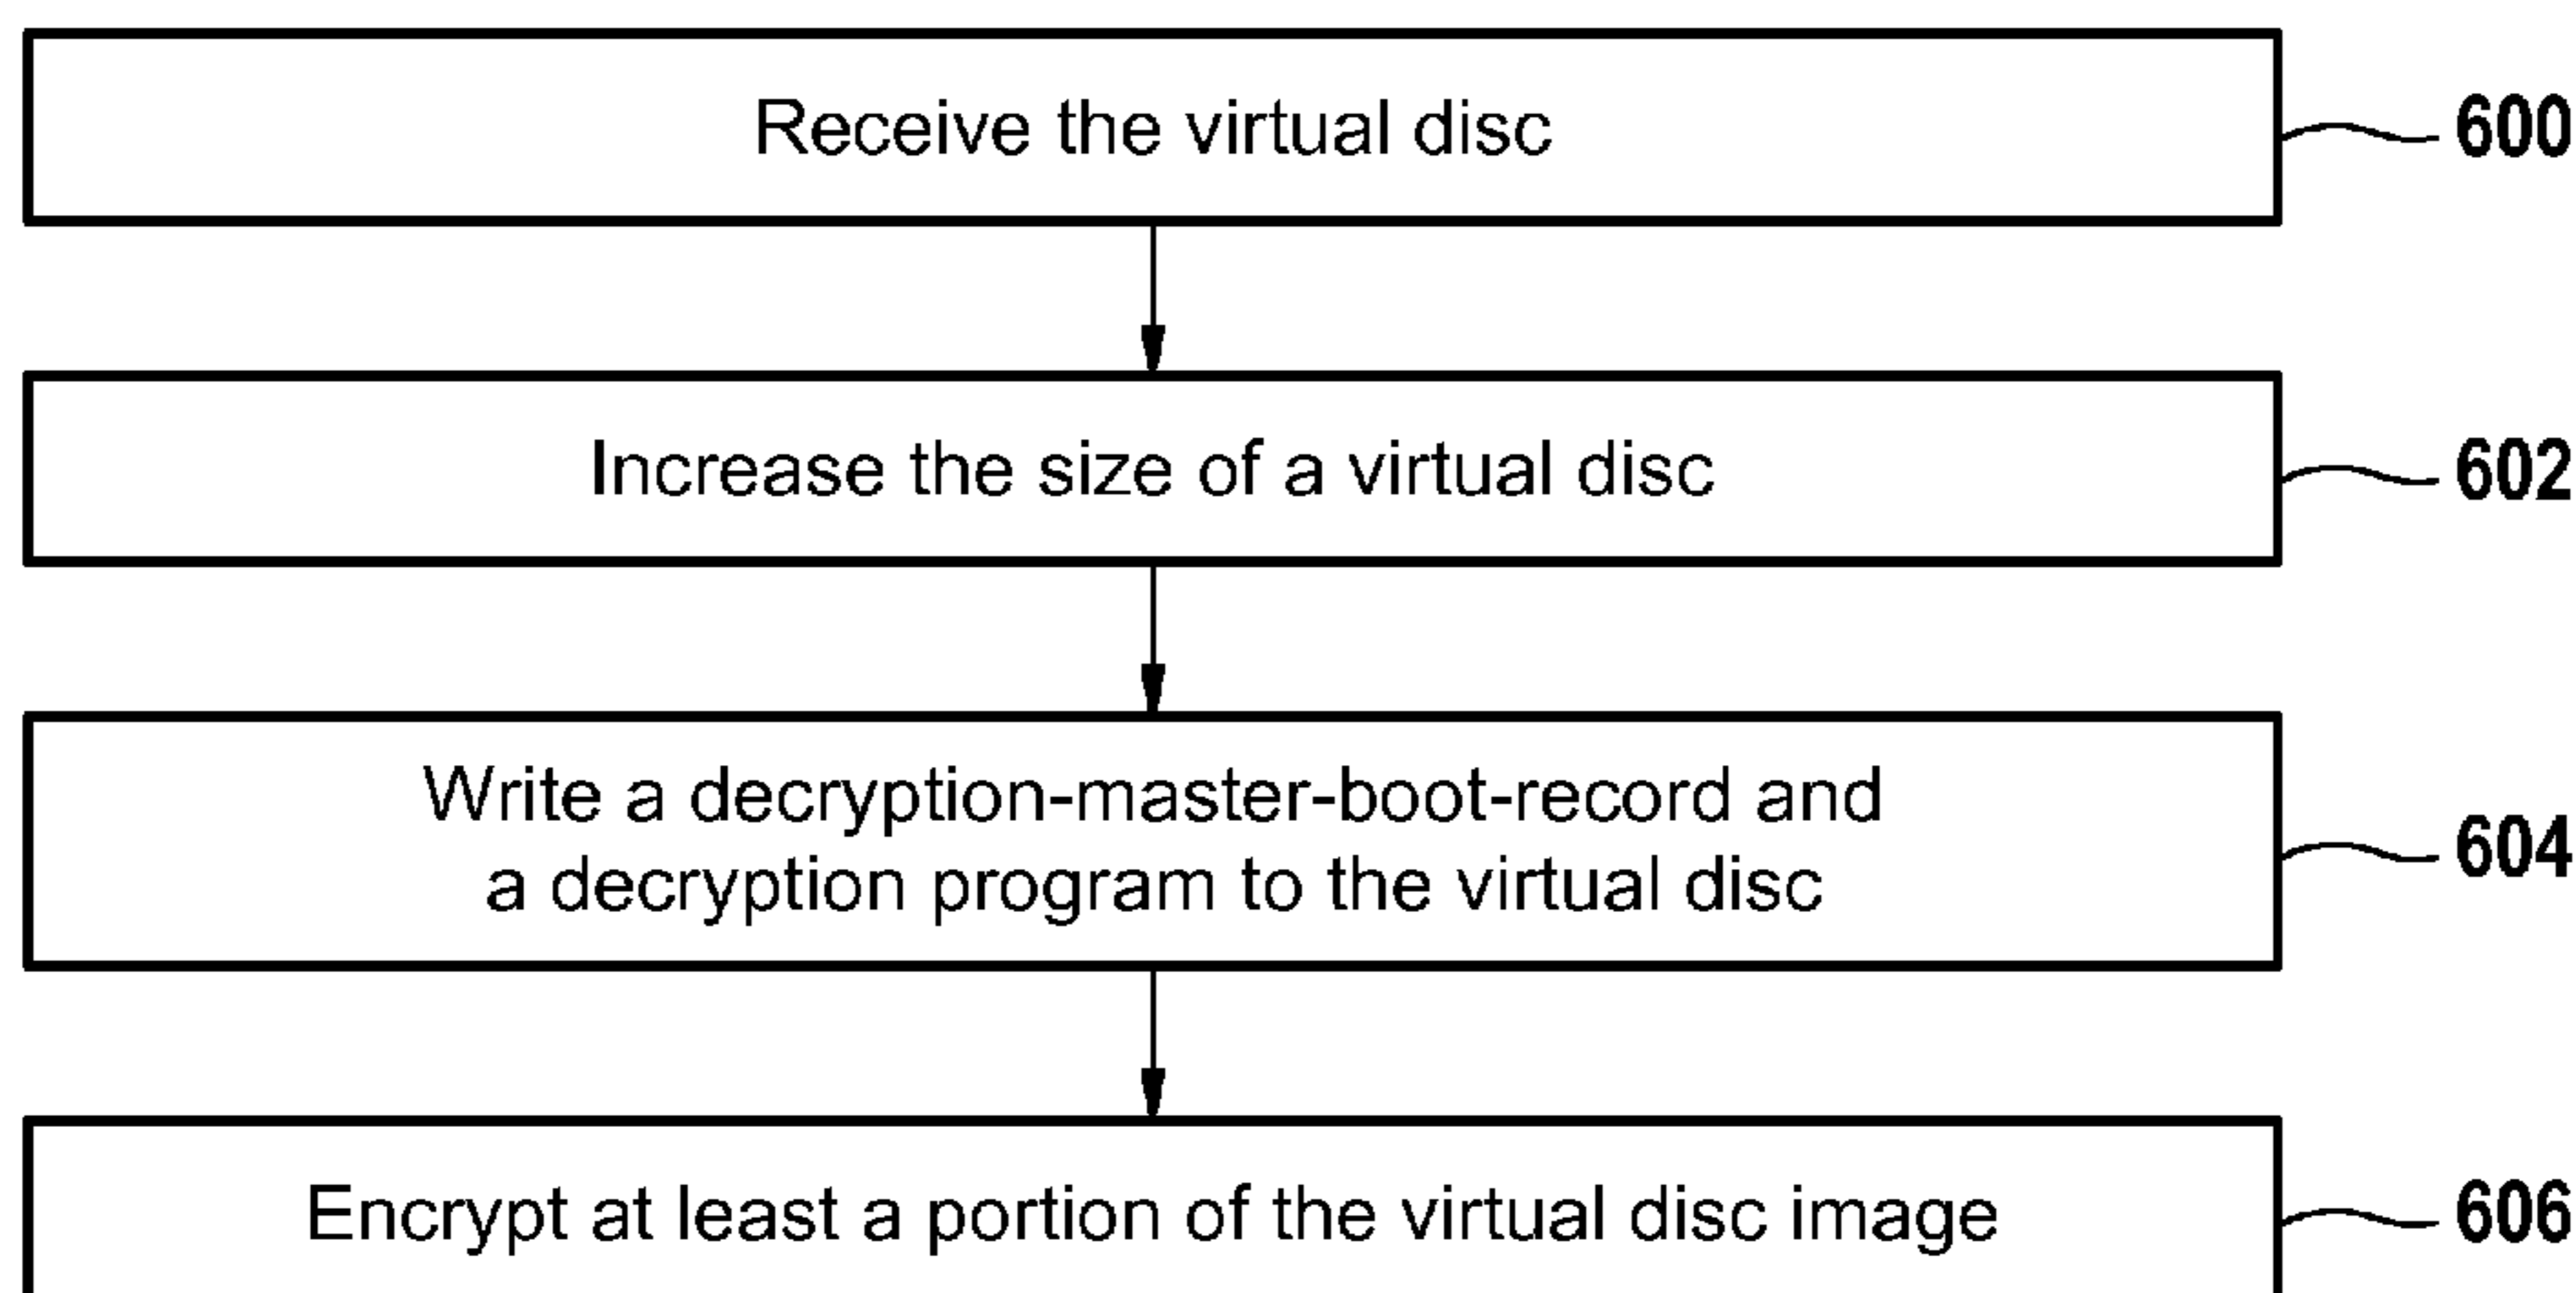 Receive the virtual disc
600
Increase the size of a virtual disc
602
Write a decryption-master-boot-record and
a decryption program to the virtual disc
604
Encrypt at least a portion of the virtual disc image
606